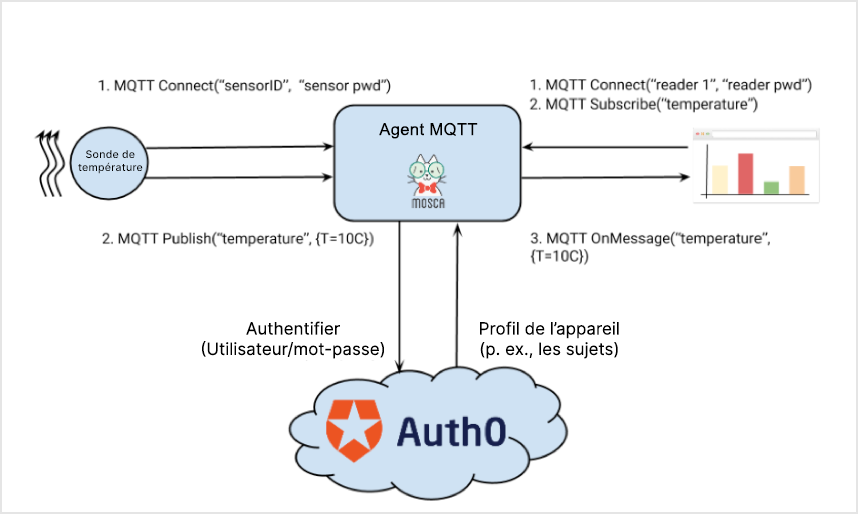 1. MQTT Connect(“sensorID”,  “sensor pwd”)
1. MQTT Connect(“reader 1”, “reader pwd”)
2. MQTT Subscribe(“temperature”)
Agent MQTT
MOSCA
Sonde de
température
2. MQTT Publish(“temperature”, {T=10C})
3. MQTT OnMessage(“temperature”,
{T=10C})
Authentifier
(Utilisateur/mot-passe)
Profil de l’appareil
(p. ex., les sujets)
Auth0